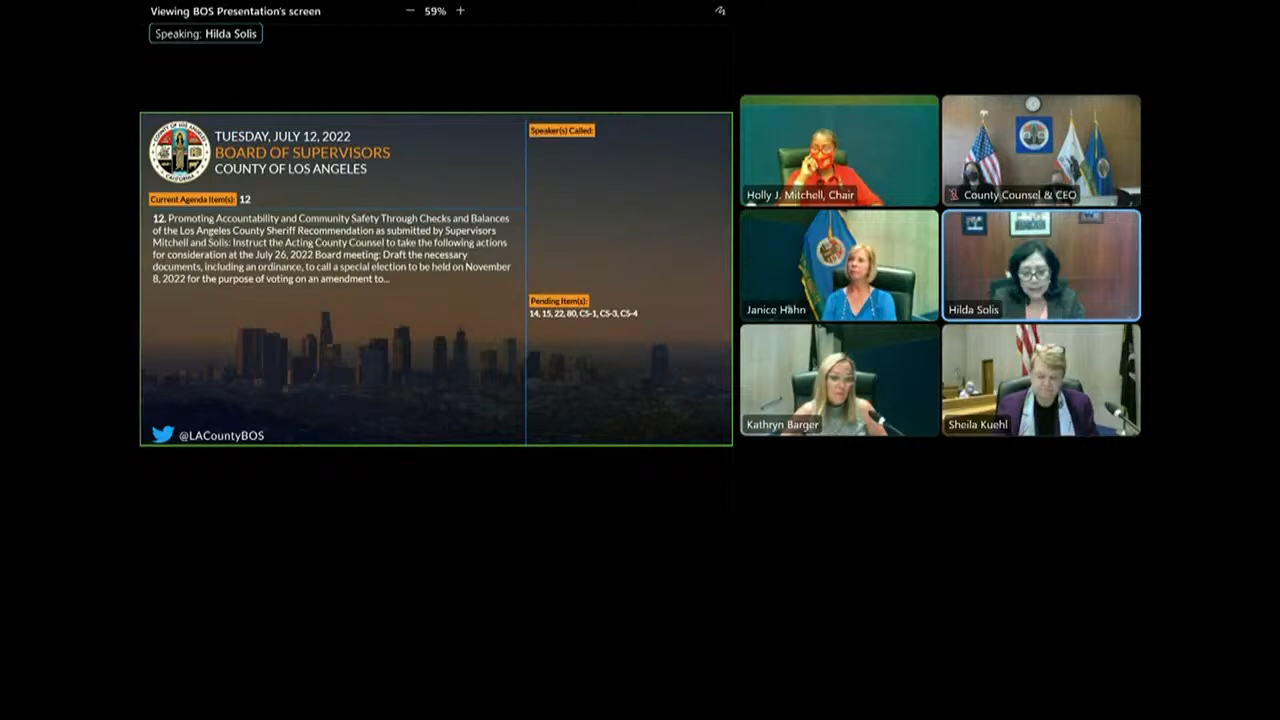 Viewing BOS Presentation's screen
59%
Speaking: Hilda Solis
COUNTY OF LOS ANGELES
CALIFORNIA
TUESDAY, JULY 12, 2022
BOARD OF SUPERVISORS
COUNTY OF LOS ANGELES
Current Agenda Item(s): 12
12. Promoting Accountability and Community Safety Through Checks and Balances
of the Los Angeles County Sheriff Recommendation as submitted by Supervisors
Mitchell and Solis: Instruct the Acting County Counsel to take the following actions
for consideration at the July 26, 2022 Board meeting: Draft the necessary
documents, including an ordinance, to call a special election to be held on November
8, 2022 for the purpose of voting on an amendment to...
@LACountyBOS
Speaker(s) Called:
Pending Item(s):
14, 15, 22, 80, CS-1, CS-3, CS-4
Holly J. Mitchell, Chair
County Counsel & CEO
Janice Hahn
Hilda Solis
Kathryn Barger
Sheila Kuehl